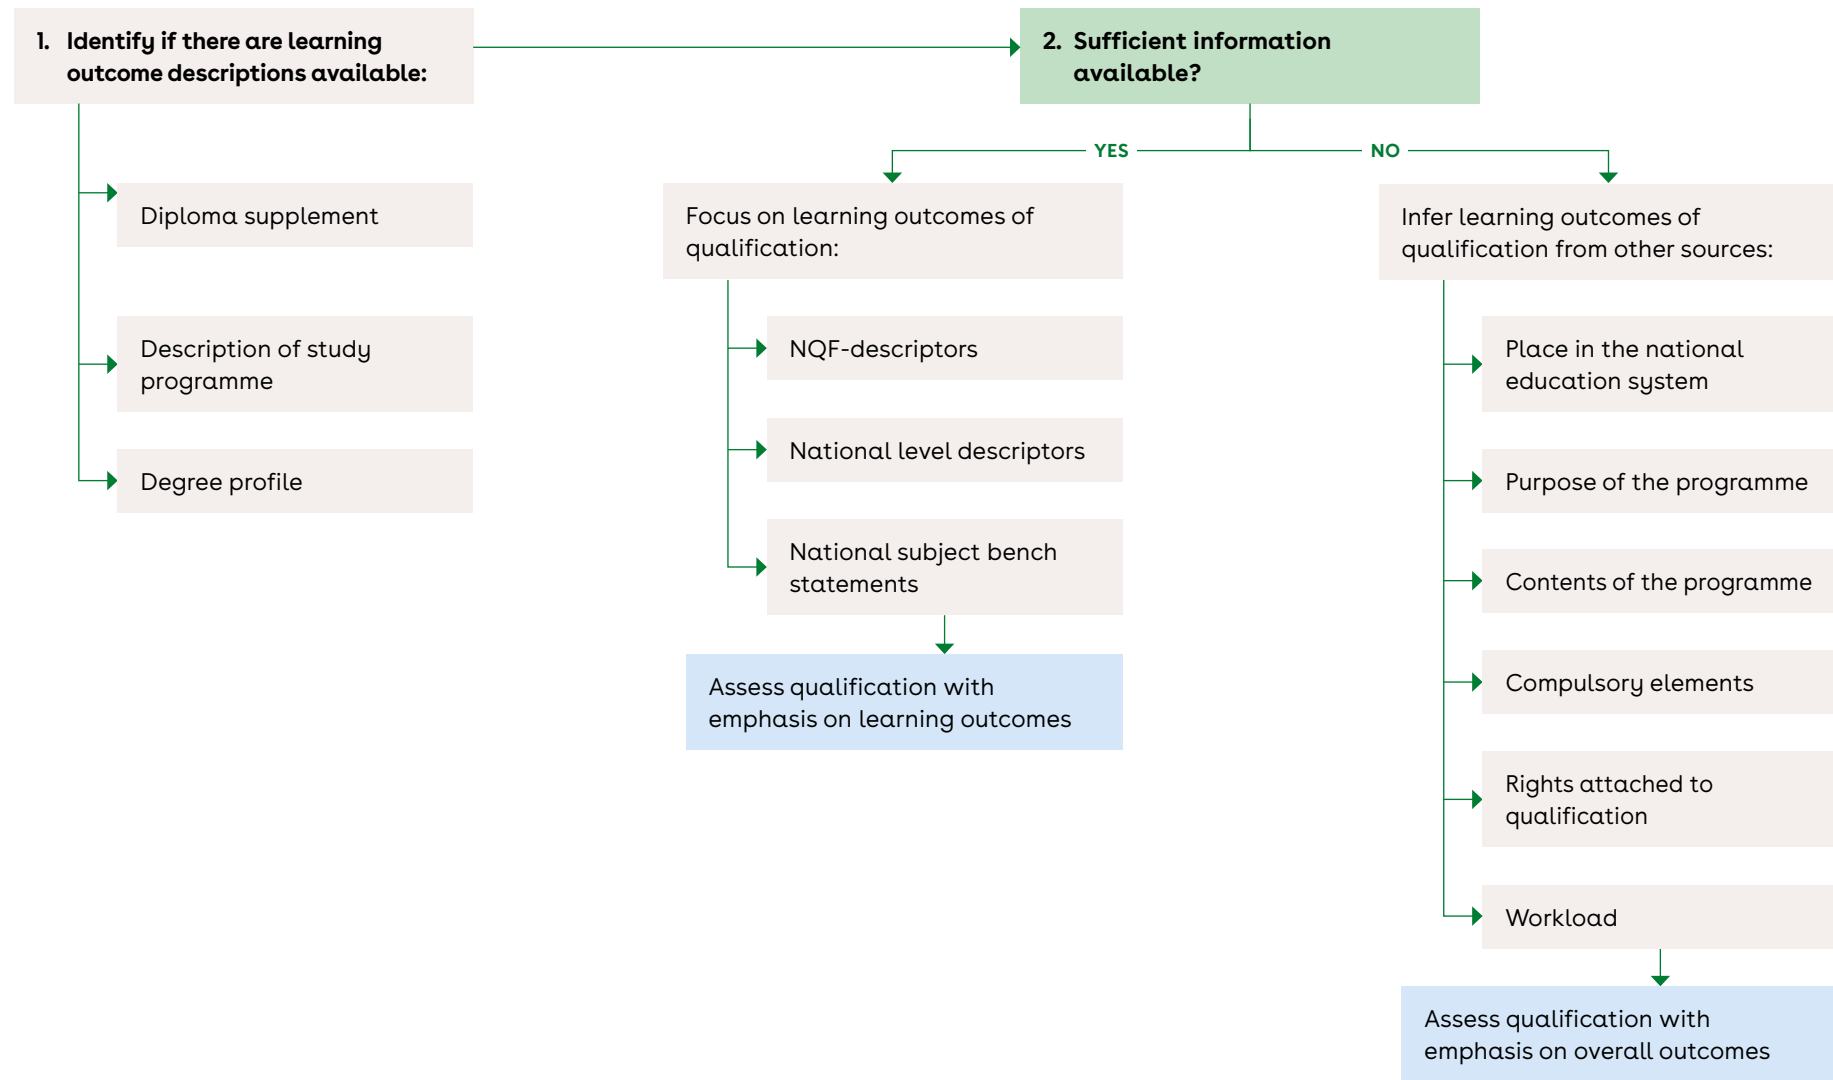 1. Identify if there are learning
outcome descriptions available:
Diploma supplement
Description of study
programme
Degree profile
2. Sufficient information
available?
YES
NO
Focus on learning outcomes of
qualification:
NQF-descriptors
National level descriptors
National subject bench
statements
Assess qualification with
emphasis on learning outcomes
Infer learning outcomes of
qualification from other sources:
Place in the national
education system
Purpose of the programme
Contents of the programme
Compulsory elements
Rights attached to
qualification
Workload
Assess qualification with
emphasis on overall outcomes